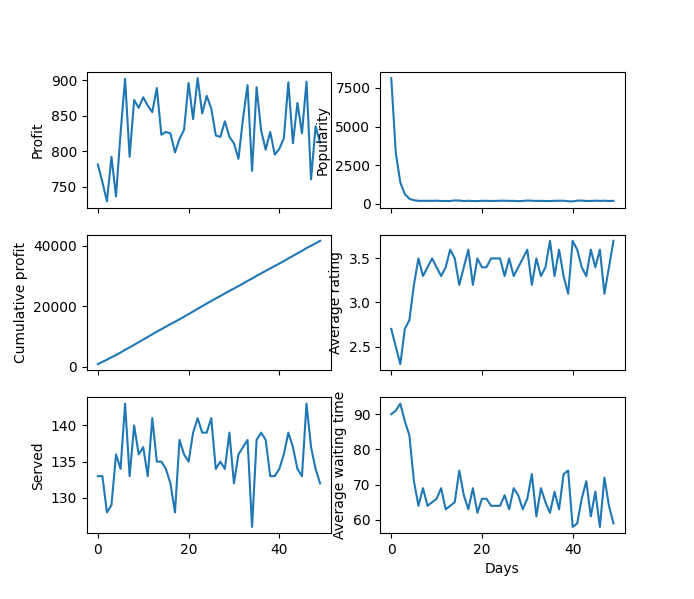 Profit
900
850
800
750
Popularity
7500
5000
2500
0
Cumulative profit
40000
20000
0
Average rating
3.5
3.0
2.5
Served
140
135
130
0 20 40
Average waiting time
90
80
70
60
0 20 40
Days